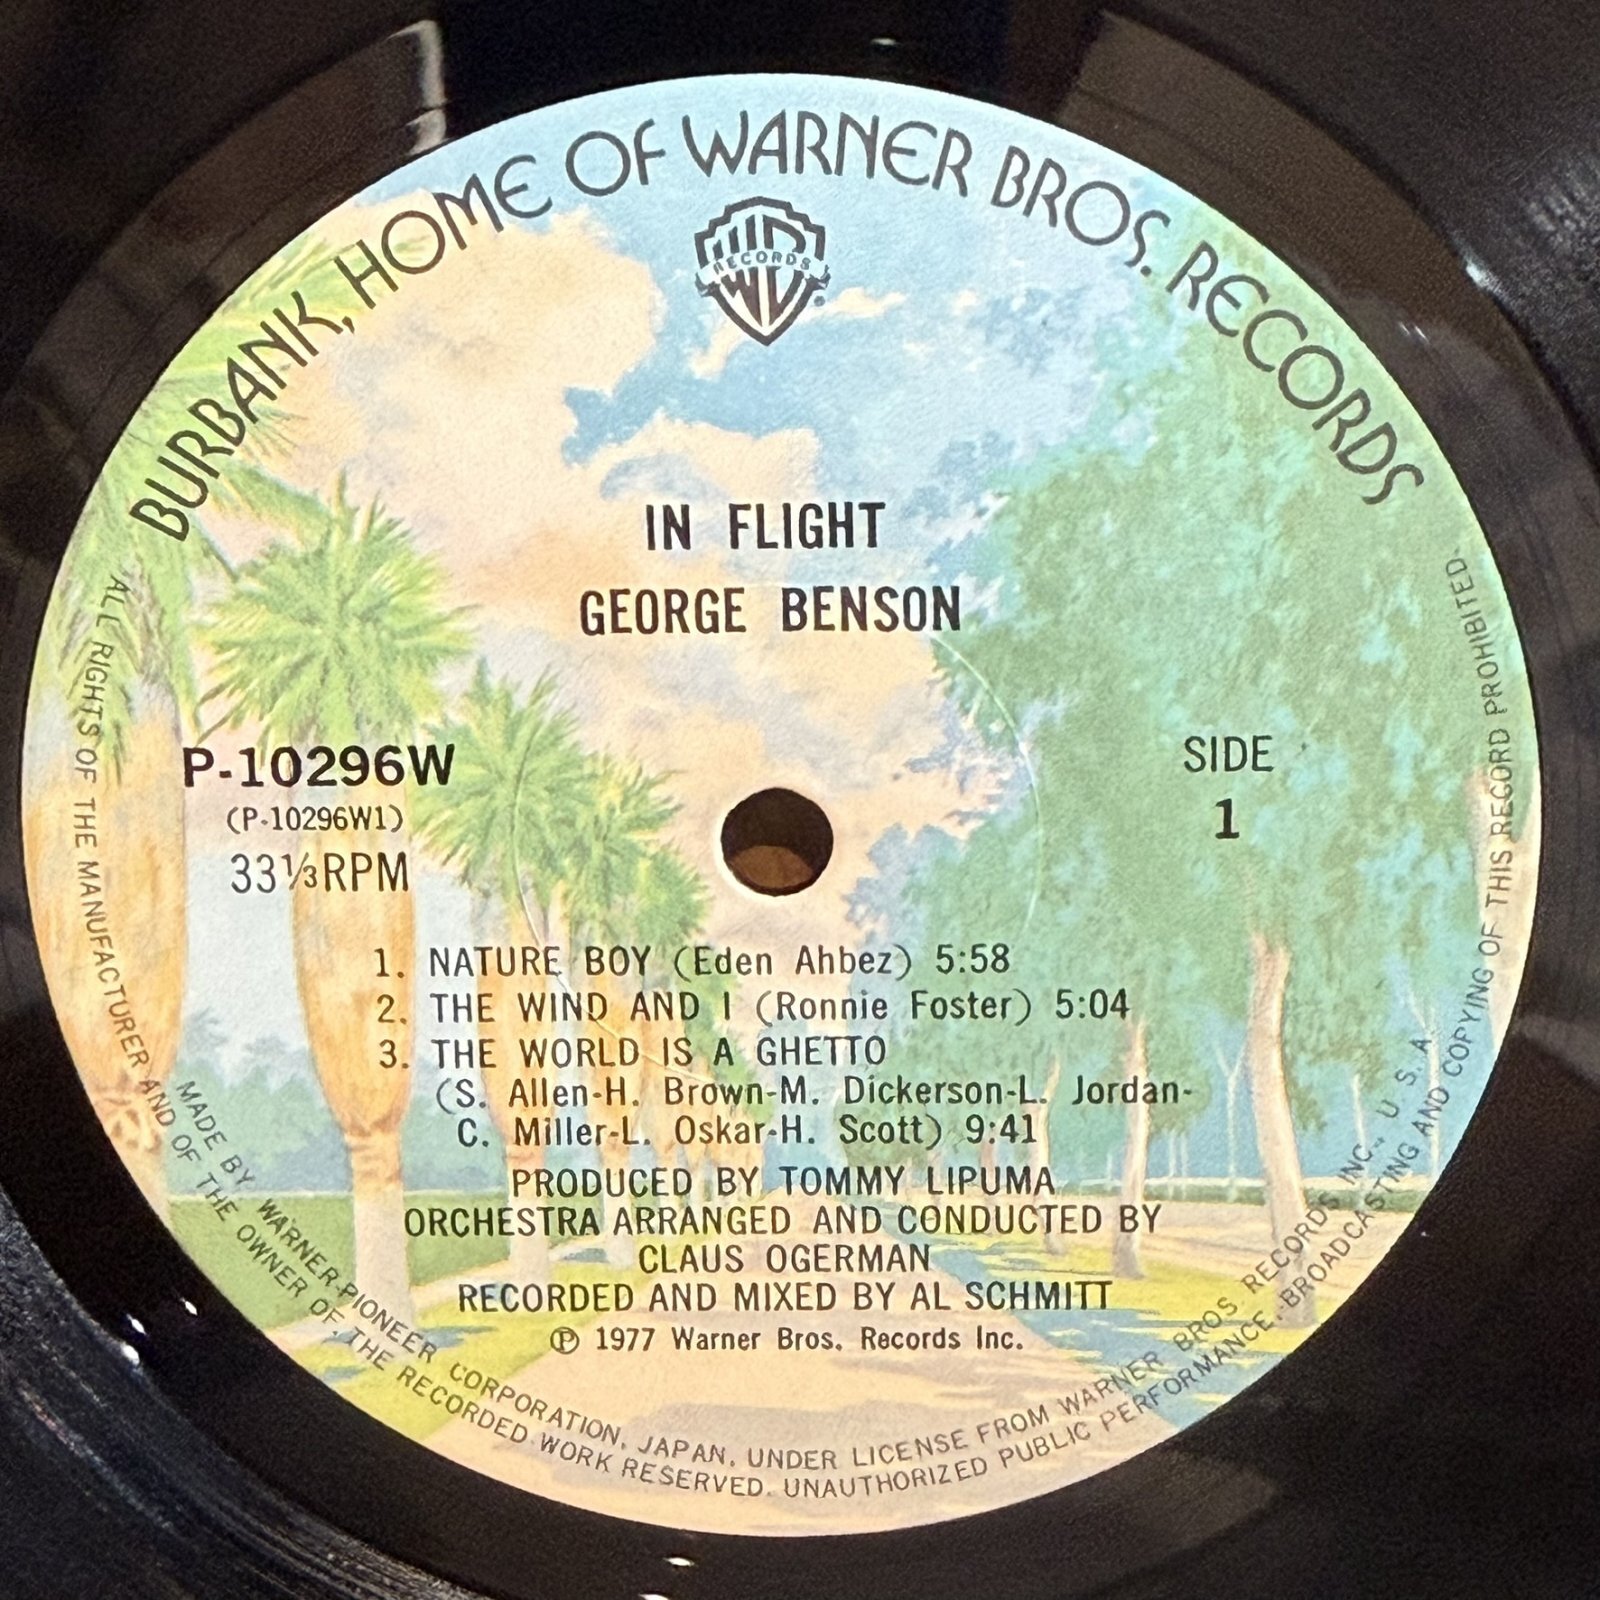 BURBANK, HOME OF WARNER BROS. RECORDS
RECORDS
IN FLIGHT
GEORGE BENSON
P-10296W
(P-10296W1)
33⅓RPM
SIDE
1
1. NATURE BOY (Eden Ahbez) 5:58
2. THE WIND AND I (Ronnie Foster) 5:04
3. THE WORLD IS A GHETTO
(S. Allen-H. Brown-M. Dickerson-L. Jordan-
C. Miller-L. Oskar-H. Scott) 9:41
PRODUCED BY TOMMY LIPUMA
ORCHESTRA ARRANGED AND CONDUCTED BY
CLAUS OGERMAN
RECORDED AND MIXED BY AL SCHMITT
Ⓟ 1977 Warner Bros. Records Inc.
MADE BY WARNER-PIONEER CORPORATION, JAPAN, UNDER LICENSE FROM WARNER BROS RECORDS INC., U.S.A.
ALL RIGHTS OF THE MANUFACTURER AND OF THE OWNER OF THE RECORDED WORK RESERVED. UNAUTHORIZED PUBLIC PERFORMANCE, BROADCASTING AND COPYING OF THIS RECORD PROHIBITED.